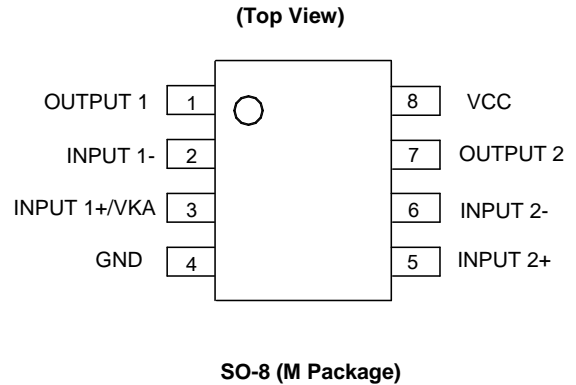 (Top View)
OUTPUT 1 1 8 VCC
INPUT 1- 2 7 OUTPUT 2
INPUT 1+/VKA 3 6 INPUT 2-
GND 4 5 INPUT 2+
SO-8 (M Package)